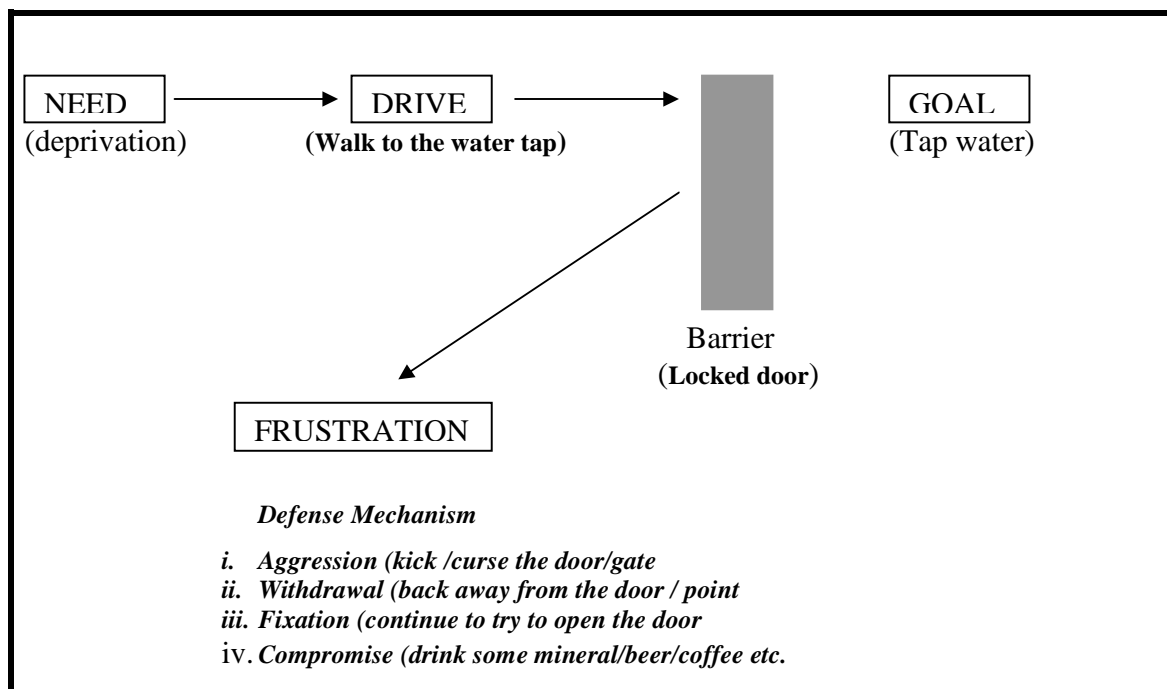 NEED DRIVE GOAL
(deprivation) (Walk to the water tap) (Tap water)
Barrier
(Locked door)
FRUSTRATION
Defense Mechanism
i. Aggression (kick /curse the door/gate
ii. Withdrawal (back away from the door / point
iii. Fixation (continue to try to open the door
iv. Compromise (drink some mineral/beer/coffee etc.